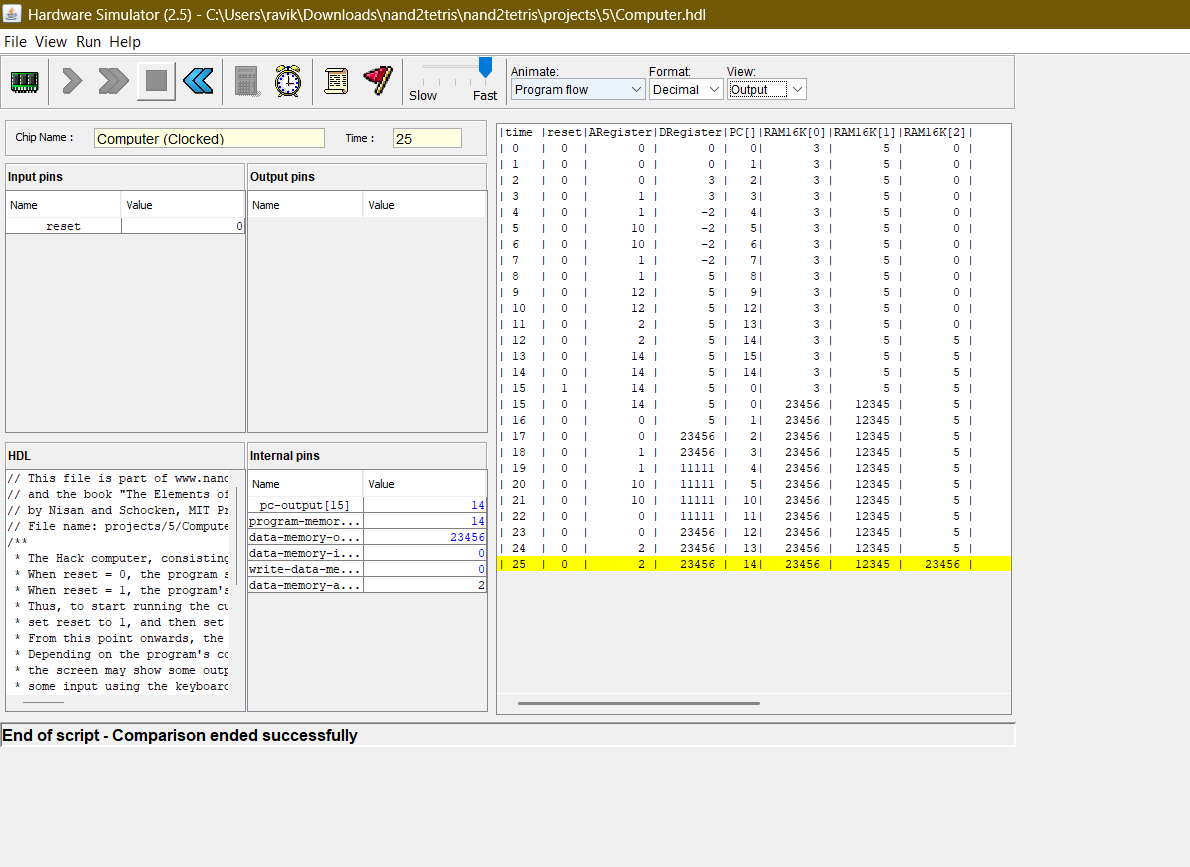 Hardware Simulator (2.5) - C:\Users\ravik\Downloads\nand2tetris\nand2tetris\projects\5\Computer.hdl
File View Run Help
Animate: Format: View:
Slow Fast Program flow Decimal Output
Chip Name : Computer (Clocked) Time : 25
Input pins
Name Value
reset 0
Output pins
Name Value
HDL
// This file is part of www.nand
// and the book "The Elements of
// by Nisan and Schocken, MIT Pr
// File name: projects/5/Compute
/**
* The Hack computer, consisting
* When reset = 0, the program s
* When reset = 1, the program's
* Thus, to start running the cu
* set reset to 1, and then set
* From this point onwards, the
* Depending on the program's co
* the screen may show some outp
* some input using the keyboard
Internal pins
Name Value
pc-output[15] 14
program-memor... 14
data-memory-o... 23456
data-memory-i... 0
write-data-me... 0
data-memory-a... 2
|time |reset|ARegister|DRegister|PC[]|RAM16K[0]|RAM16K[1]|RAM16K[2]|
| 0 | 0 | 0 | 0 | 0| 3 | 5 | 0 |
| 1 | 0 | 0 | 0 | 1| 3 | 5 | 0 |
| 2 | 0 | 0 | 3 | 2| 3 | 5 | 0 |
| 3 | 0 | 1 | 3 | 3| 3 | 5 | 0 |
| 4 | 0 | 1 | -2 | 4| 3 | 5 | 0 |
| 5 | 0 | 10 | -2 | 5| 3 | 5 | 0 |
| 6 | 0 | 10 | -2 | 6| 3 | 5 | 0 |
| 7 | 0 | 1 | -2 | 7| 3 | 5 | 0 |
| 8 | 0 | 1 | 5 | 8| 3 | 5 | 0 |
| 9 | 0 | 12 | 5 | 9| 3 | 5 | 0 |
| 10 | 0 | 12 | 5 | 12| 3 | 5 | 0 |
| 11 | 0 | 2 | 5 | 13| 3 | 5 | 0 |
| 12 | 0 | 2 | 5 | 14| 3 | 5 | 5 |
| 13 | 0 | 14 | 5 | 15| 3 | 5 | 5 |
| 14 | 0 | 14 | 5 | 14| 3 | 5 | 5 |
| 15 | 1 | 14 | 5 | 0| 3 | 5 | 5 |
| 15 | 0 | 14 | 5 | 0| 23456 | 12345 | 5 |
| 16 | 0 | 0 | 5 | 1| 23456 | 12345 | 5 |
| 17 | 0 | 0 | 23456 | 2| 23456 | 12345 | 5 |
| 18 | 0 | 1 | 23456 | 3| 23456 | 12345 | 5 |
| 19 | 0 | 1 | 11111 | 4| 23456 | 12345 | 5 |
| 20 | 0 | 10 | 11111 | 5| 23456 | 12345 | 5 |
| 21 | 0 | 10 | 11111 | 10| 23456 | 12345 | 5 |
| 22 | 0 | 0 | 11111 | 11| 23456 | 12345 | 5 |
| 23 | 0 | 0 | 23456 | 12| 23456 | 12345 | 5 |
| 24 | 0 | 2 | 23456 | 13| 23456 | 12345 | 5 |
| 25 | 0 | 2 | 23456 | 14| 23456 | 12345 | 23456 |
End of script - Comparison ended successfully